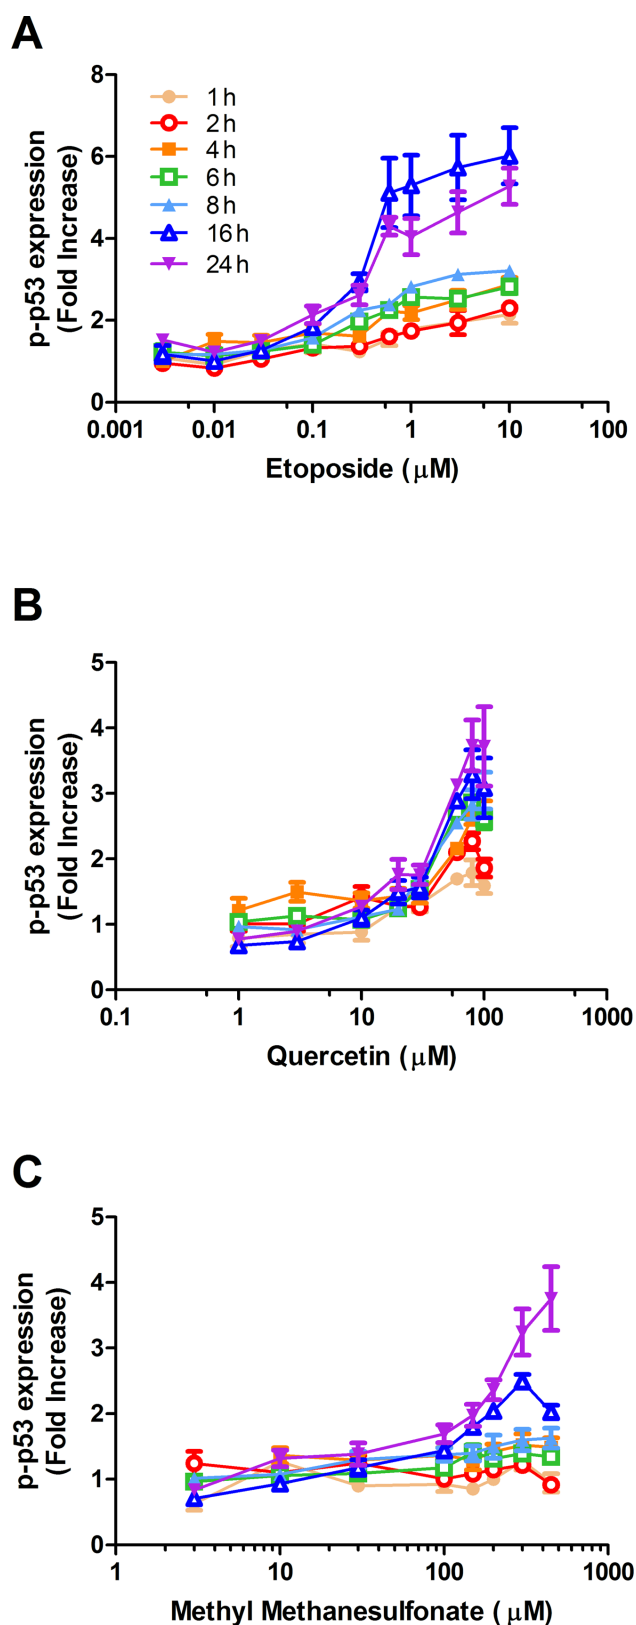 A
p-p53 expression
(Fold Increase)
8
6
4
2
0
1 h
2 h
4 h
6 h
8 h
16 h
24 h
0.001 0.01 0.1 1 10 100
Etoposide (μM)
B
p-p53 expression
(Fold Increase)
5
4
3
2
1
0
0.1 1 10 100 1000
Quercetin (μM)
C
p-p53 expression
(Fold Increase)
5
4
3
2
1
0
1 10 100 1000
Methyl Methanesulfonate (μM)